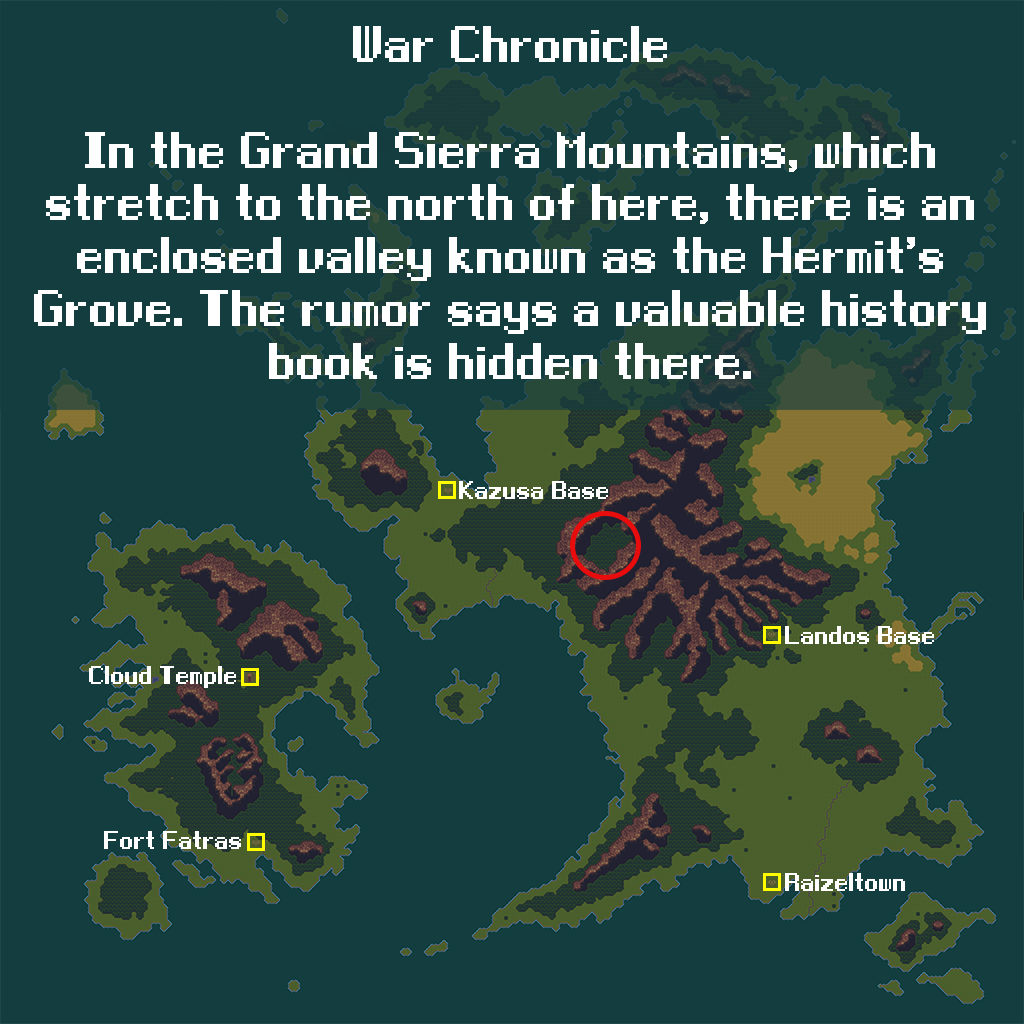 War Chronicle
In the Grand Sierra Mountains, which
stretch to the north of here, there is an
enclosed valley known as the Hermit's
Grove. The rumor says a valuable history
book is hidden there.
Kazusa Base
Landos Base
Cloud Temple
Fort Fatras
Raizeltown